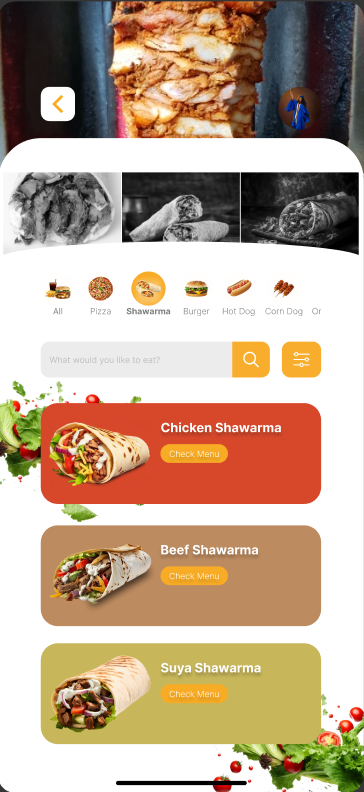 All Pizza Shawarma Burger Hot Dog Corn Dog Or
What would you like to eat?
Chicken Shawarma
Check Menu
Beef Shawarma
Check Menu
Suya Shawarma
Check Menu